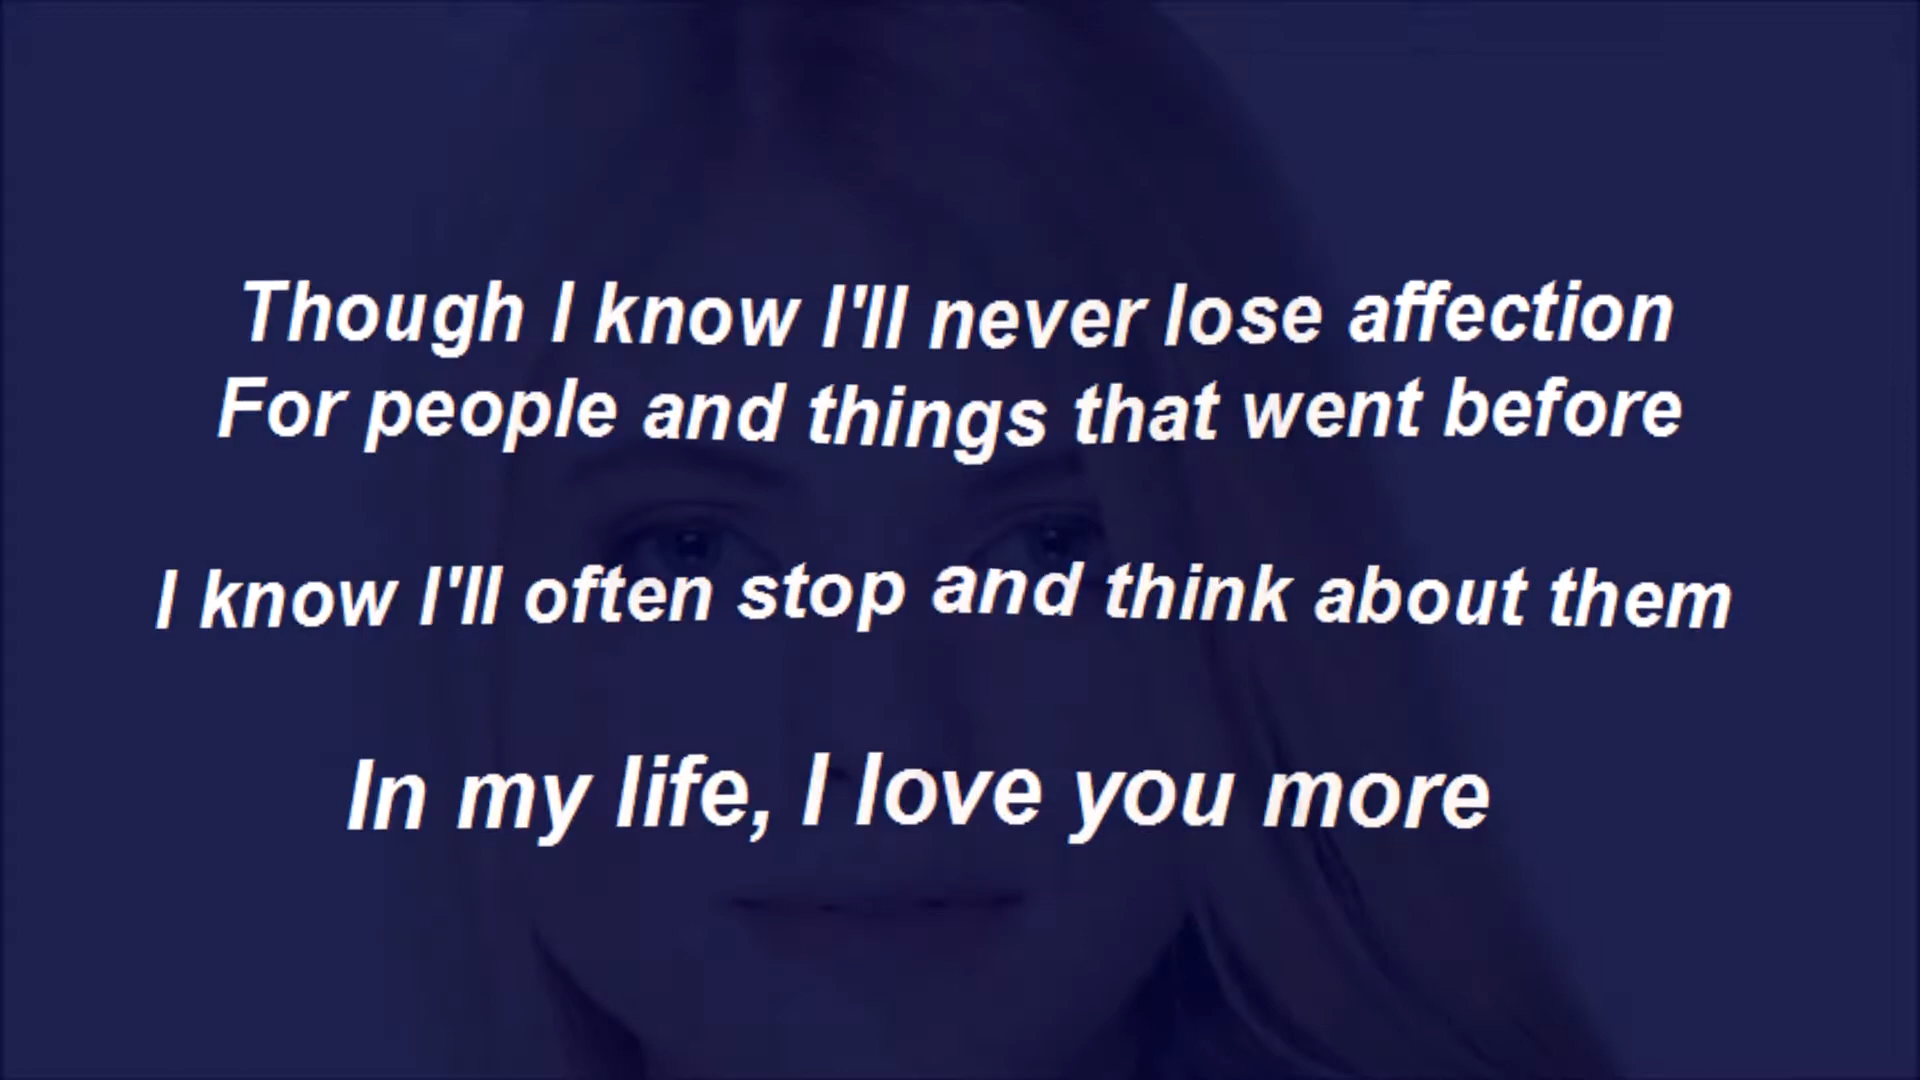 Though I know I'll never lose affection
For people and things that went before
I know I'll often stop and think about them
In my life, I love you more